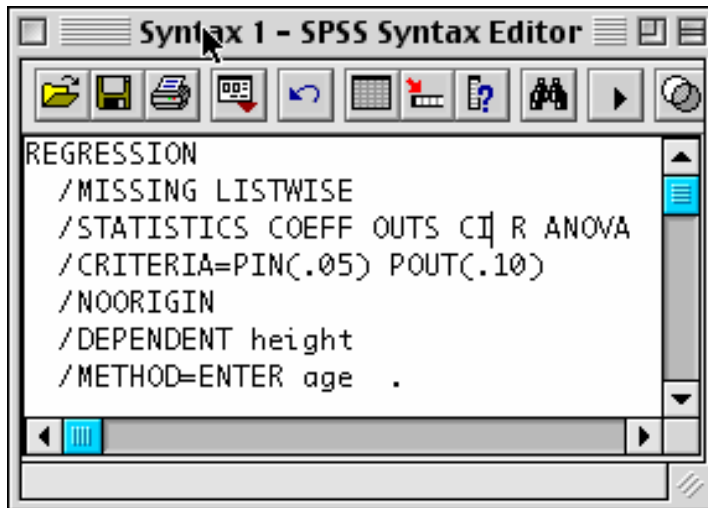 Syntax 1 - SPSS Syntax Editor
REGRESSION
/MISSING LISTWISE
/STATISTICS COEFF OUTS CI R ANOVA
/CRITERIA=PIN(.05) POUT(.10)
/NOORIGIN
/DEPENDENT height
/METHOD=ENTER age .